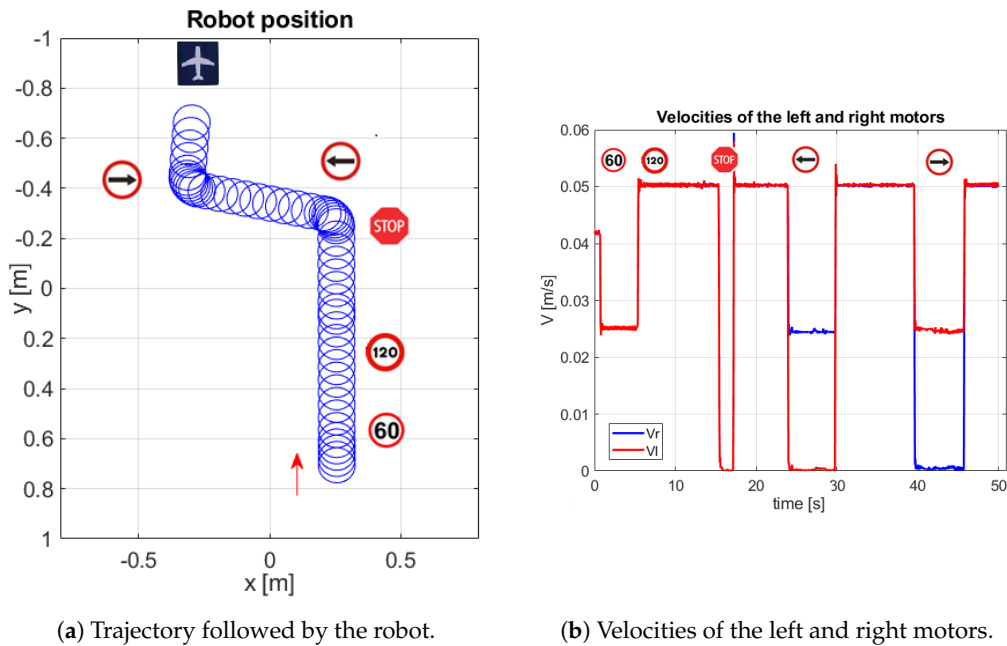 Robot position
-1
-0.8
-0.6
-0.4
-0.2
0
0.2
0.4
0.6
0.8
1
y [m]
STOP
120
60
-0.5
0
0.5
x [m]
(a) Trajectory followed by the robot.
Velocities of the left and right motors
0.06
0.05
0.04
0.03
0.02
0.01
0
V [m/s]
60
120
STOP
Vr
Vl
0
10
20
30
40
50
time [s]
(b) Velocities of the left and right motors.